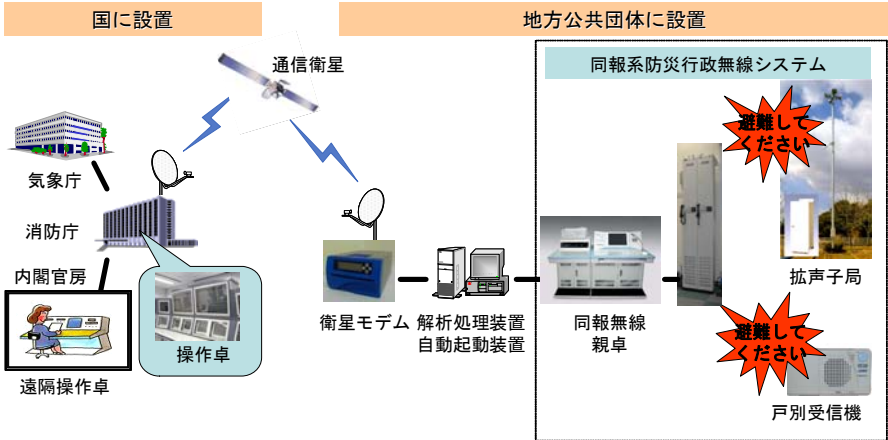 国に設置
地方公共団体に設置
通信衛星
同報系防災行政無線システム
避難して
ください
気象庁
消防庁
内閣官房
操作卓
遠隔操作卓
衛星モデム
解析処理装置
自動起動装置
同報無線
親卓
拡声子局
避難して
ください
戸別受信機